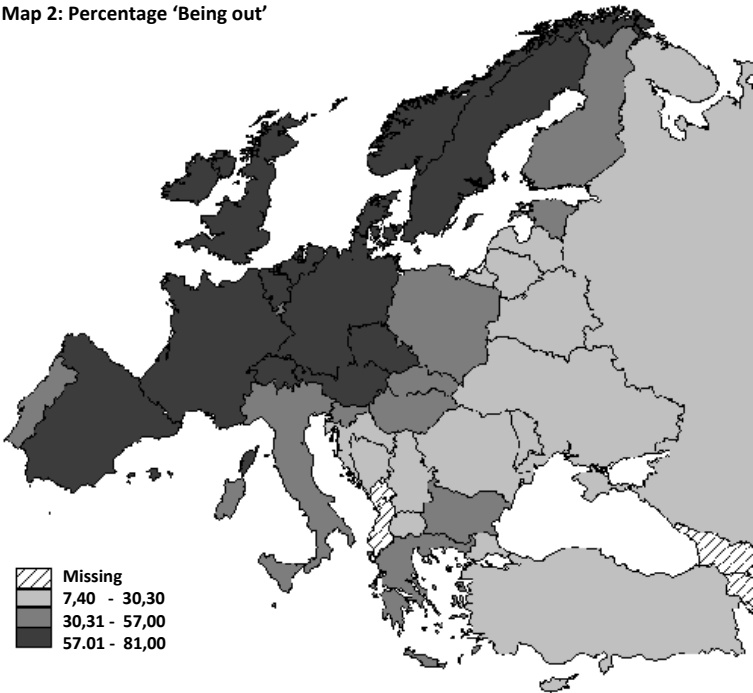 Map 2: Percentage ‘Being out’
Missing
7,40 - 30,30
30,31 - 57,00
57.01 - 81,00